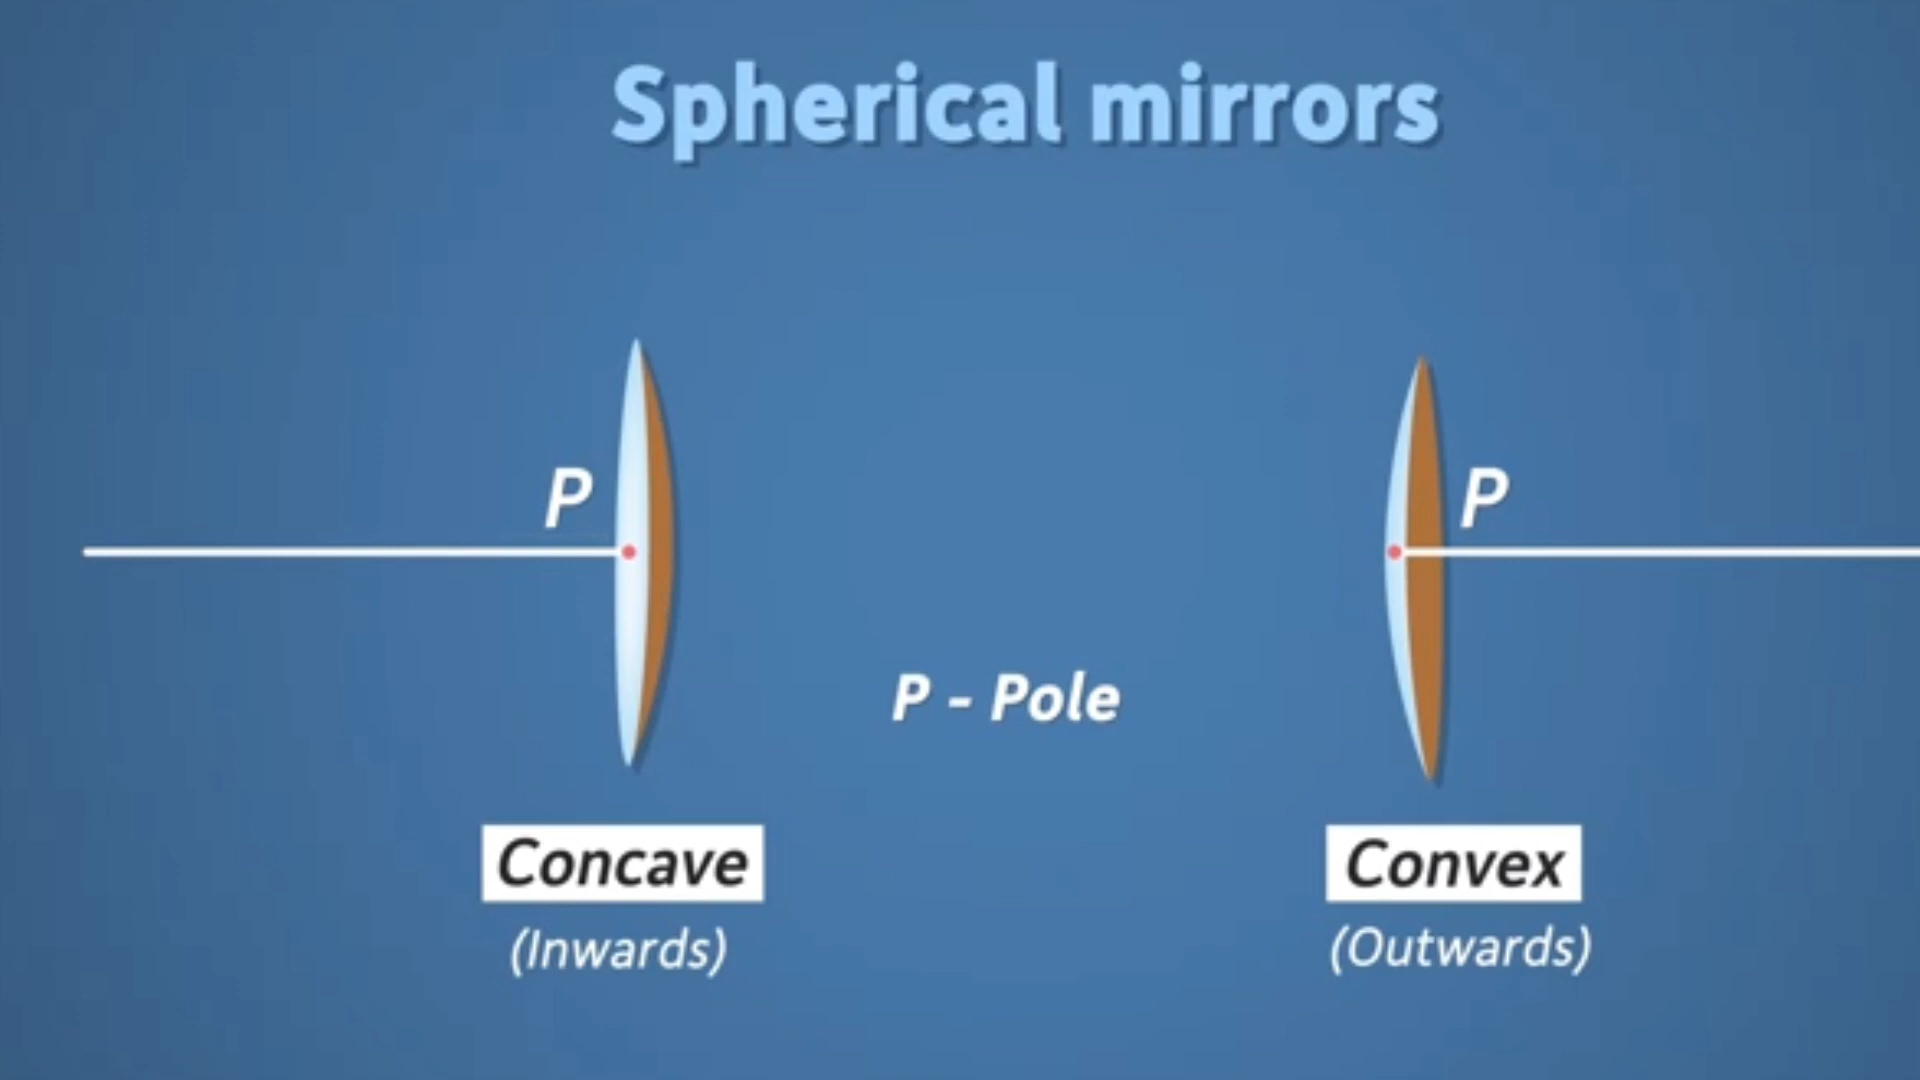 Spherical mirrors
P
P
P - Pole
Concave
(Inwards)
Convex
(Outwards)